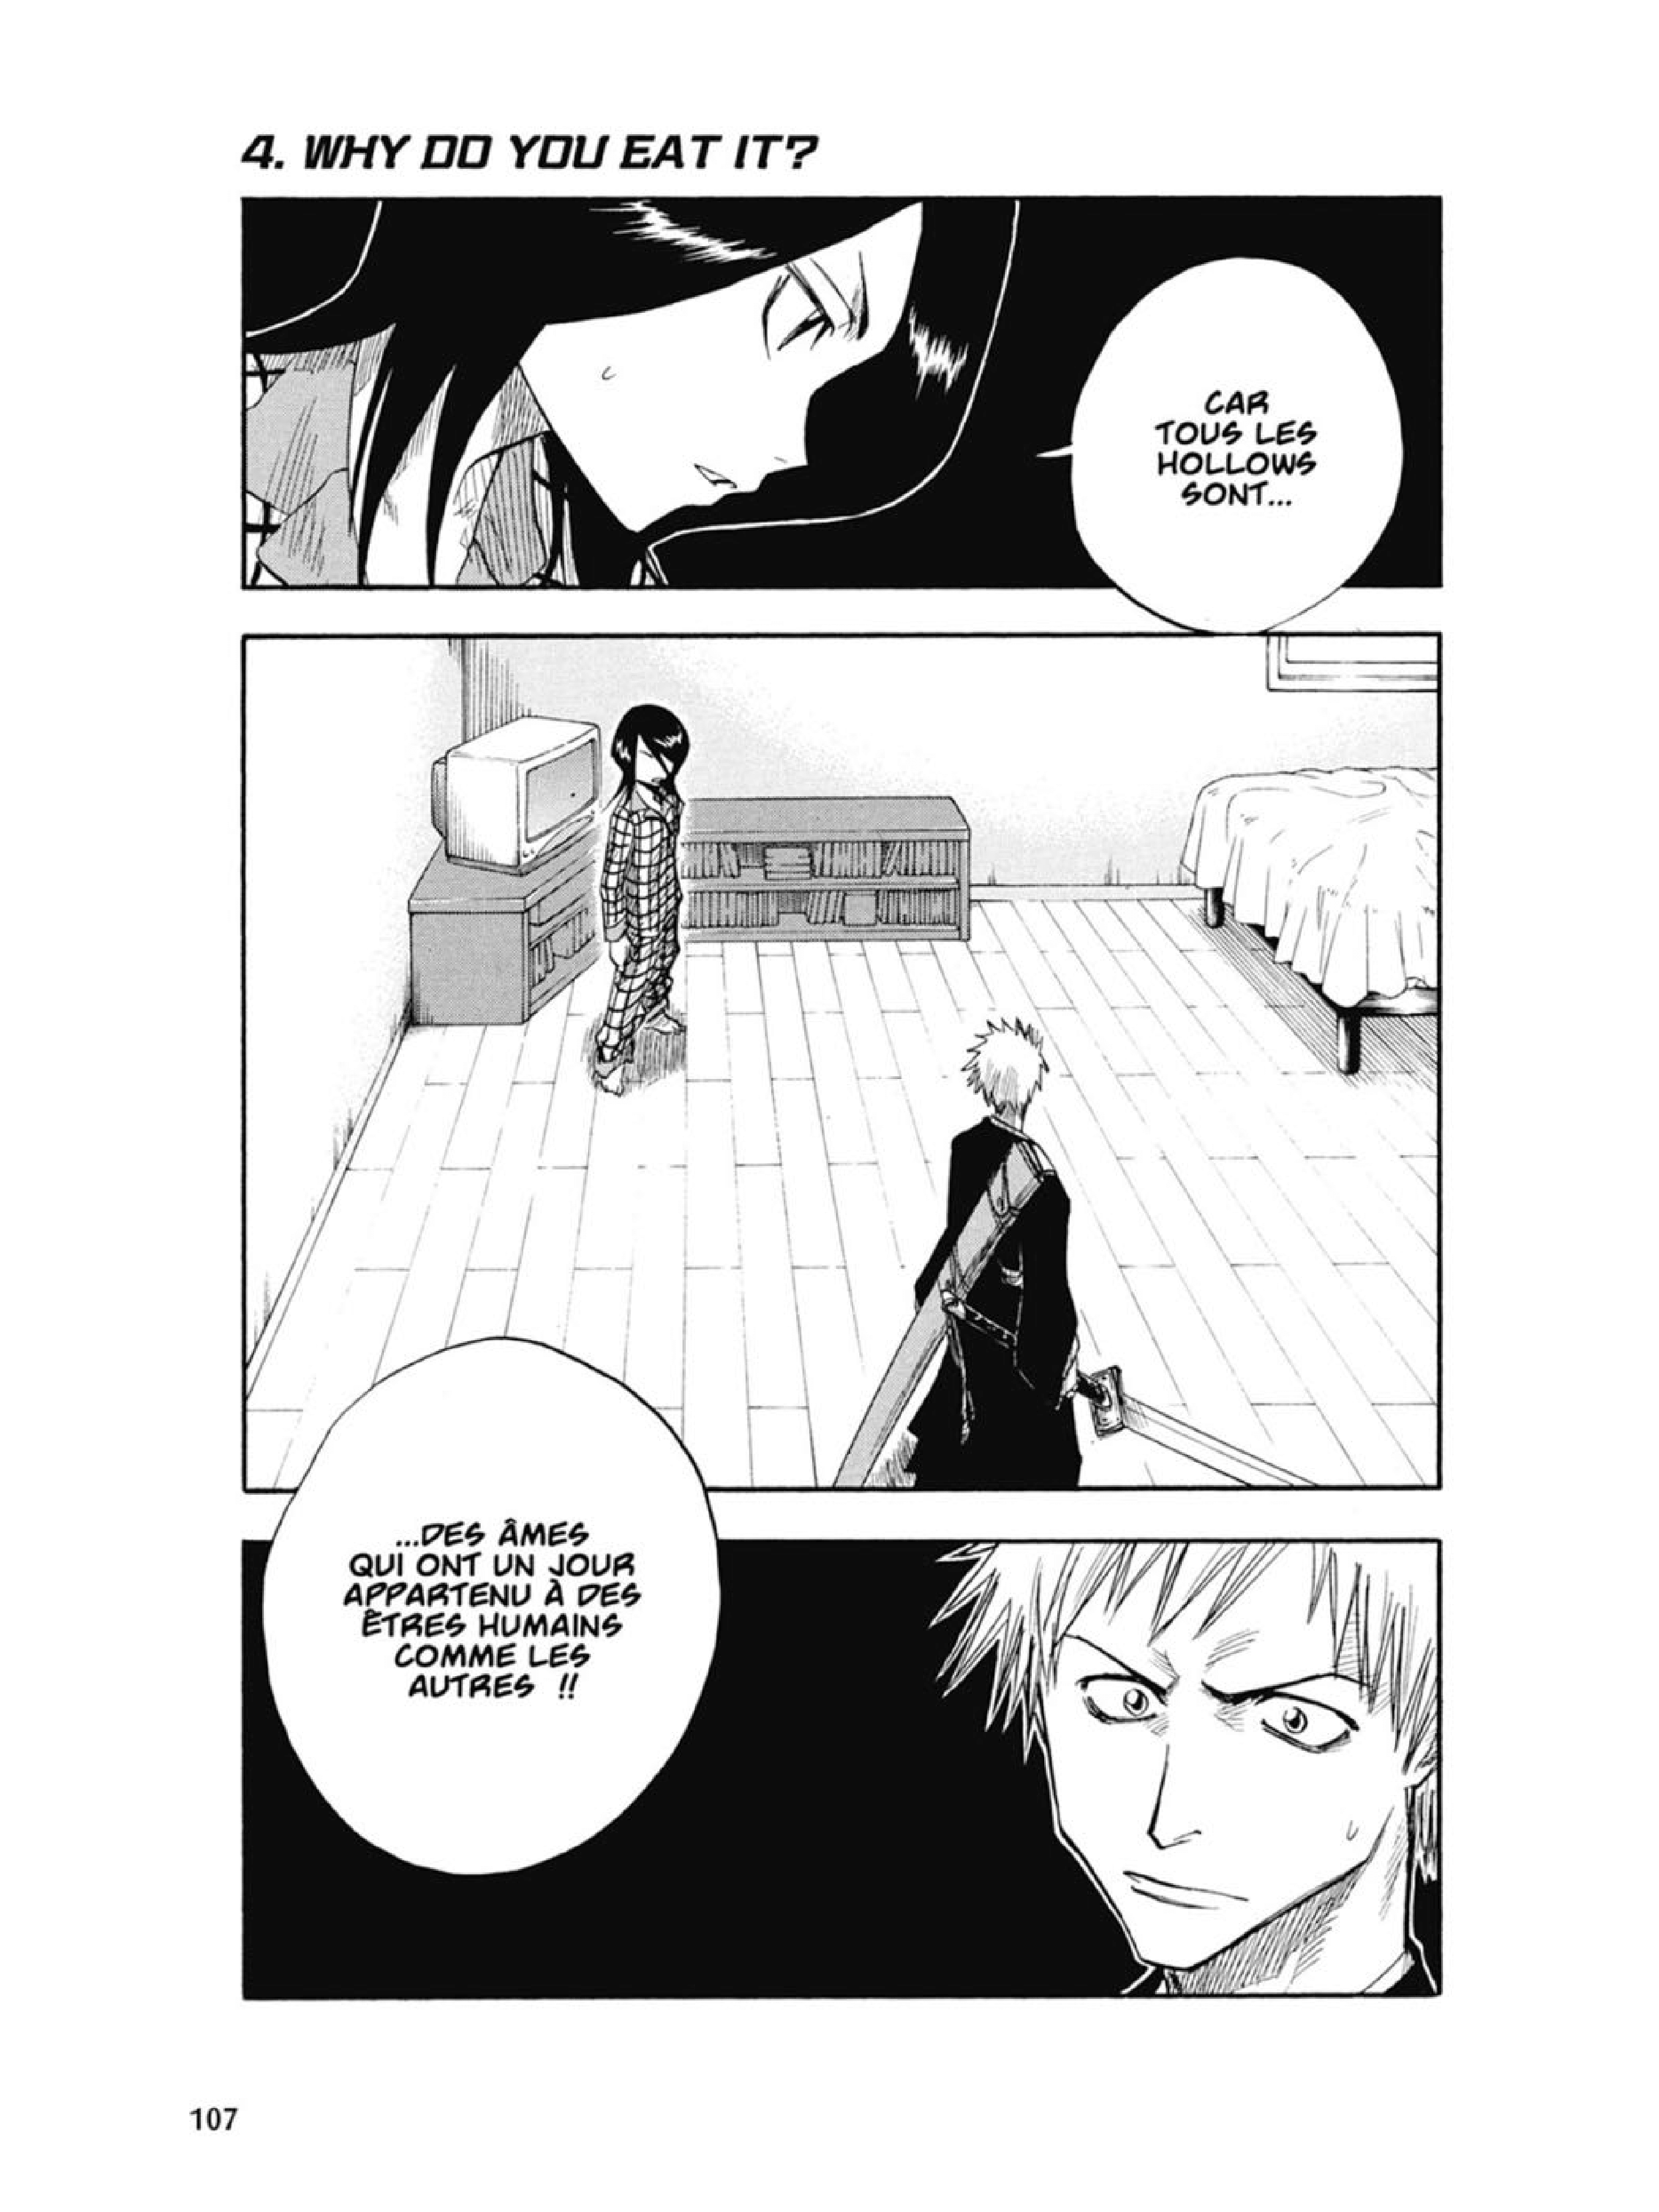 4. WHY DO YOU EAT IT?
CAR
TOUS LES
HOLLOWS
SONT...
...DES ÂMES
QUI ONT UN JOUR
APPARTENU À DES
ÊTRES HUMAINS
COMME LES
AUTRES !!
107